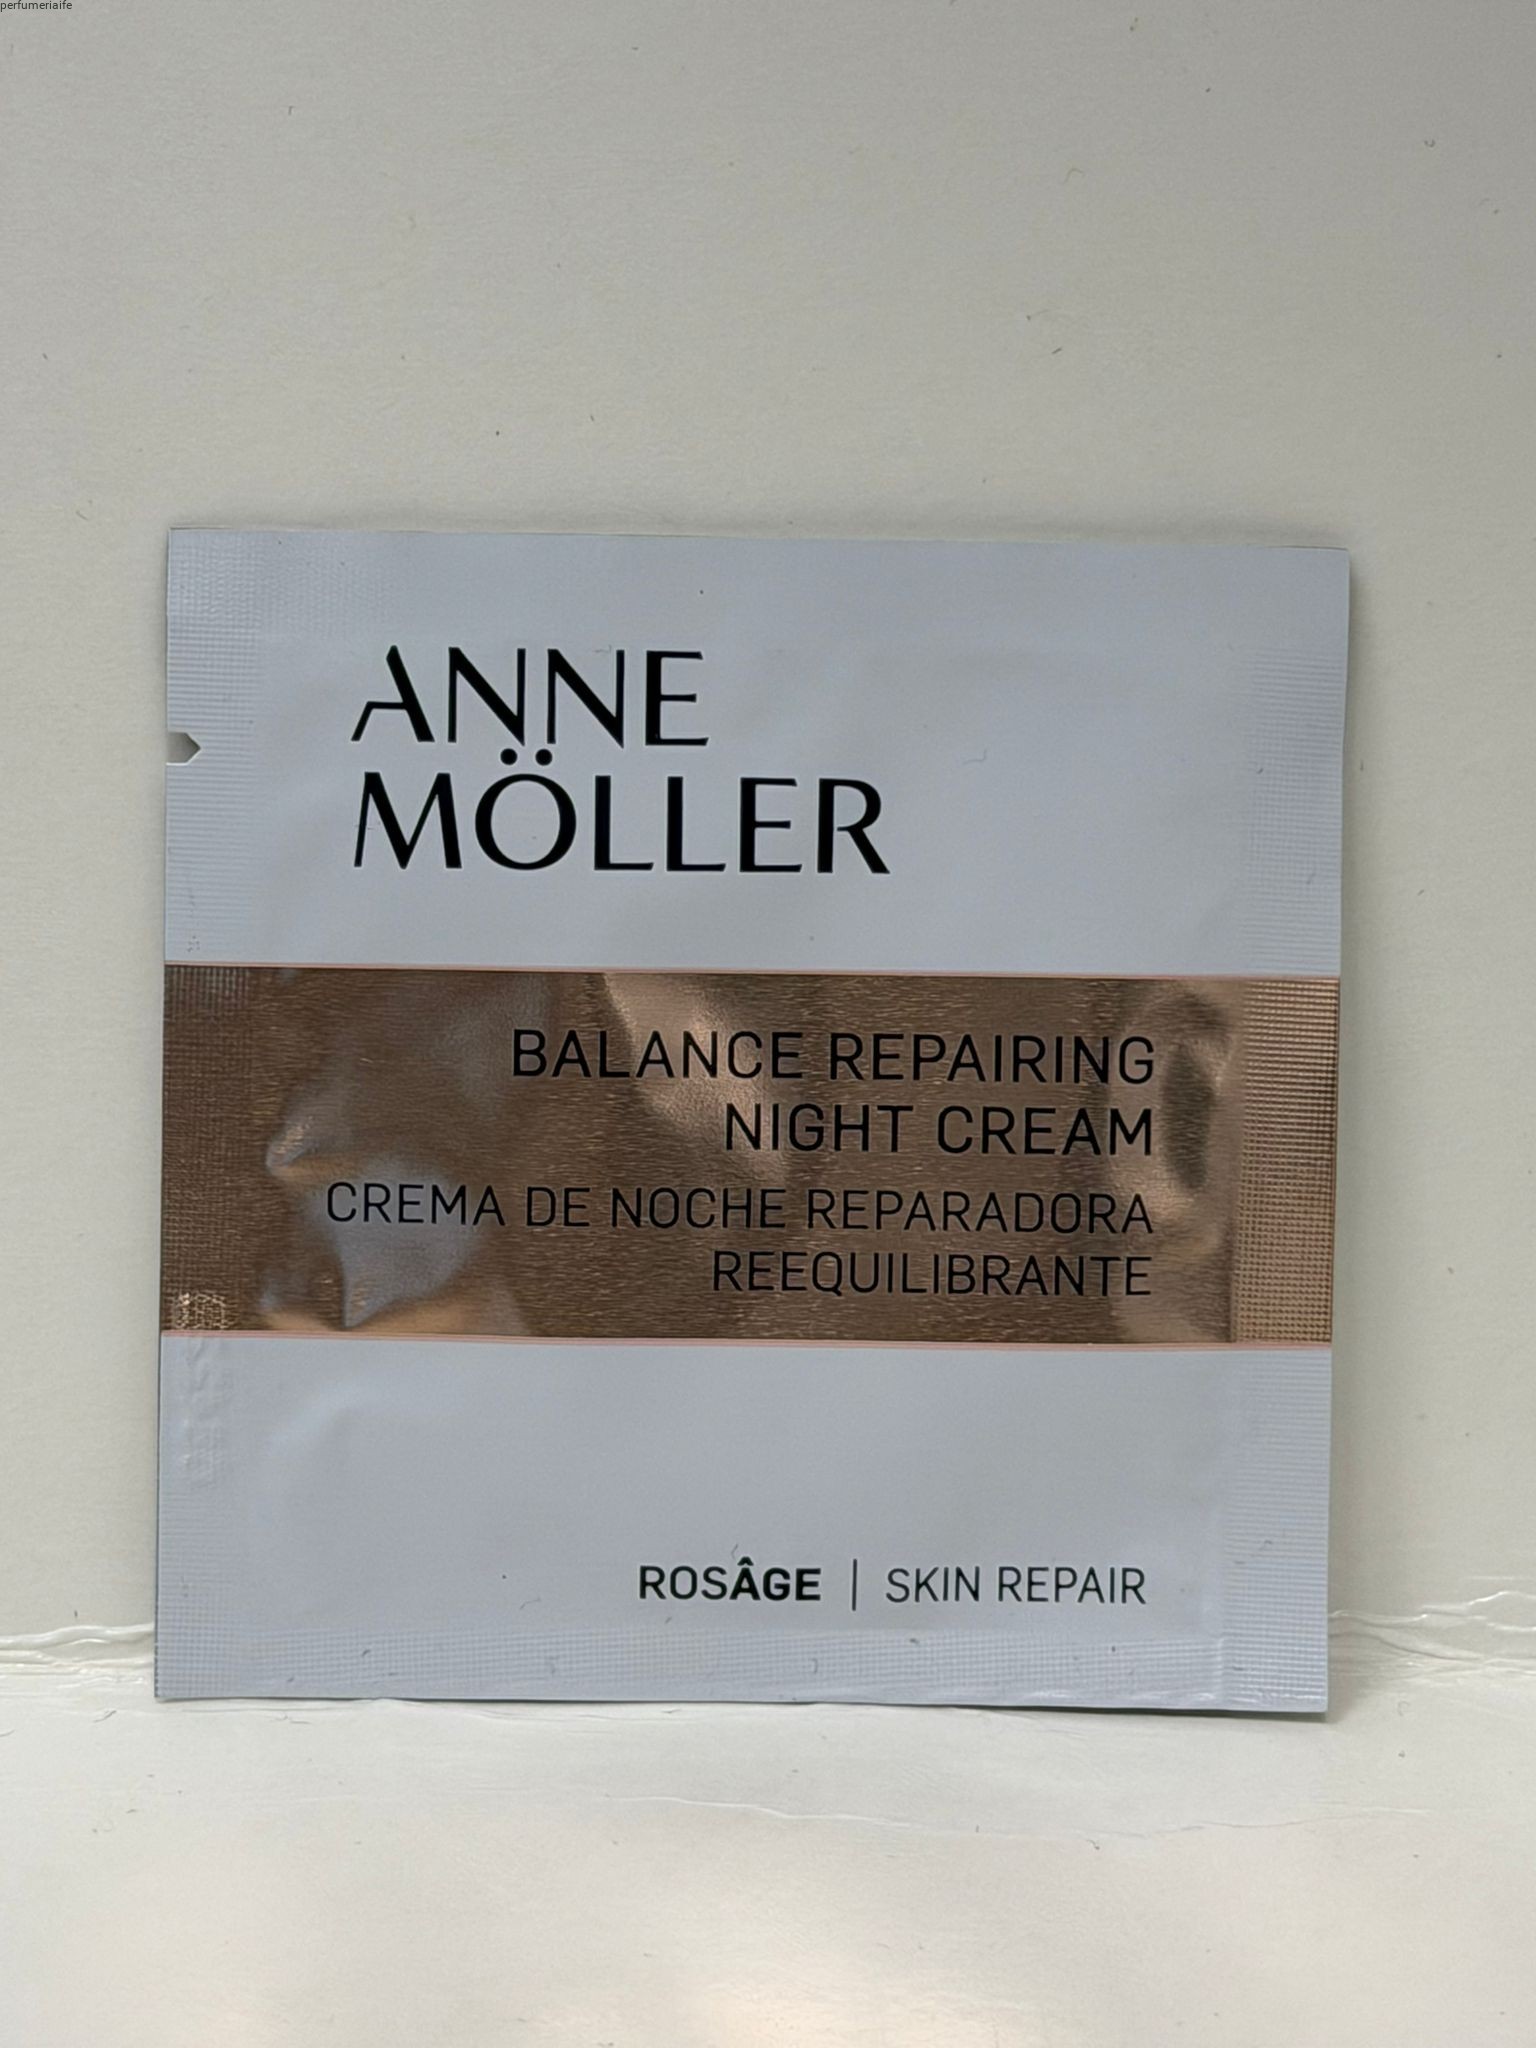 perfumeriaife
ANNE
MÖLLER
BALANCE REPAIRING
NIGHT CREAM
CREMA DE NOCHE REPARADORA
REEQUILIBRANTE
ROSÂGE | SKIN REPAIR